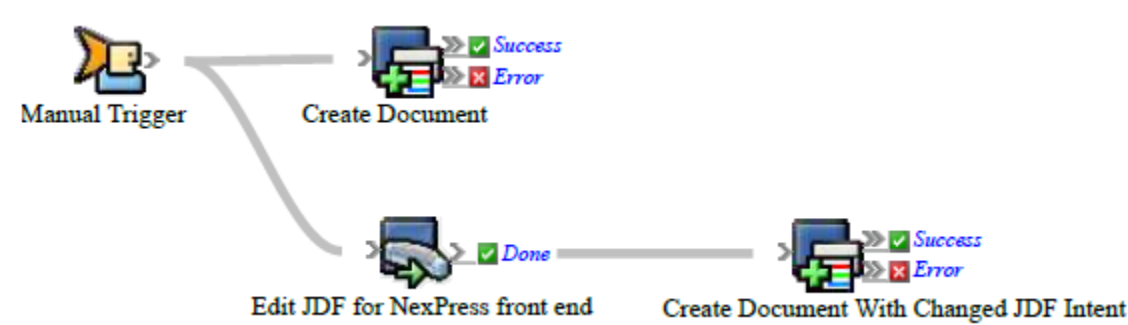 Success
Error
Manual Trigger
Create Document
Done
Success
Error
Edit JDF for NexPress front end
Create Document With Changed JDF Intent